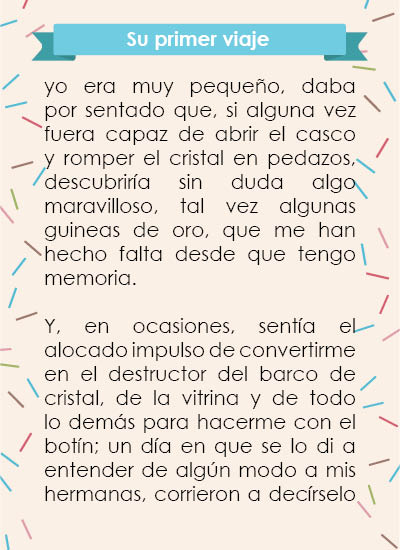 Su primer viaje
yo era muy pequeño, daba
por sentado que, si alguna vez
fuera capaz de abrir el casco
y romper el cristal en pedazos,
descubriría sin duda algo
maravilloso, tal vez algunas
guineas de oro, que me han
hecho falta desde que tengo
memoria.

Y, en ocasiones, sentía el
alocado impulso de convertirme
en el destructor del barco de
cristal, de la vitrina y de todo
lo demás para hacerme con el
botín; un día en que se lo di a
entender de algún modo a mis
hermanas, corrieron a decírselo